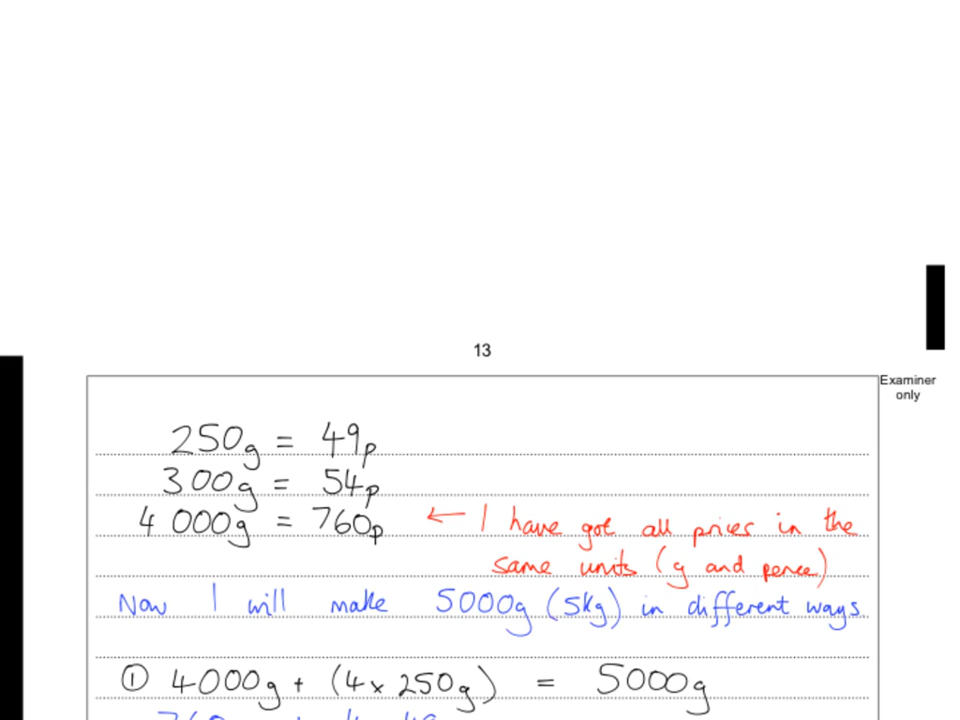 13
Examiner
only
250g = 49p
300g = 54p
4 000g = 760p ← I have got all prices in the
same units (g and pence)
Now I will make 5000g (5kg) in different ways.
① 4000g + (4 x 250g) = 5000g